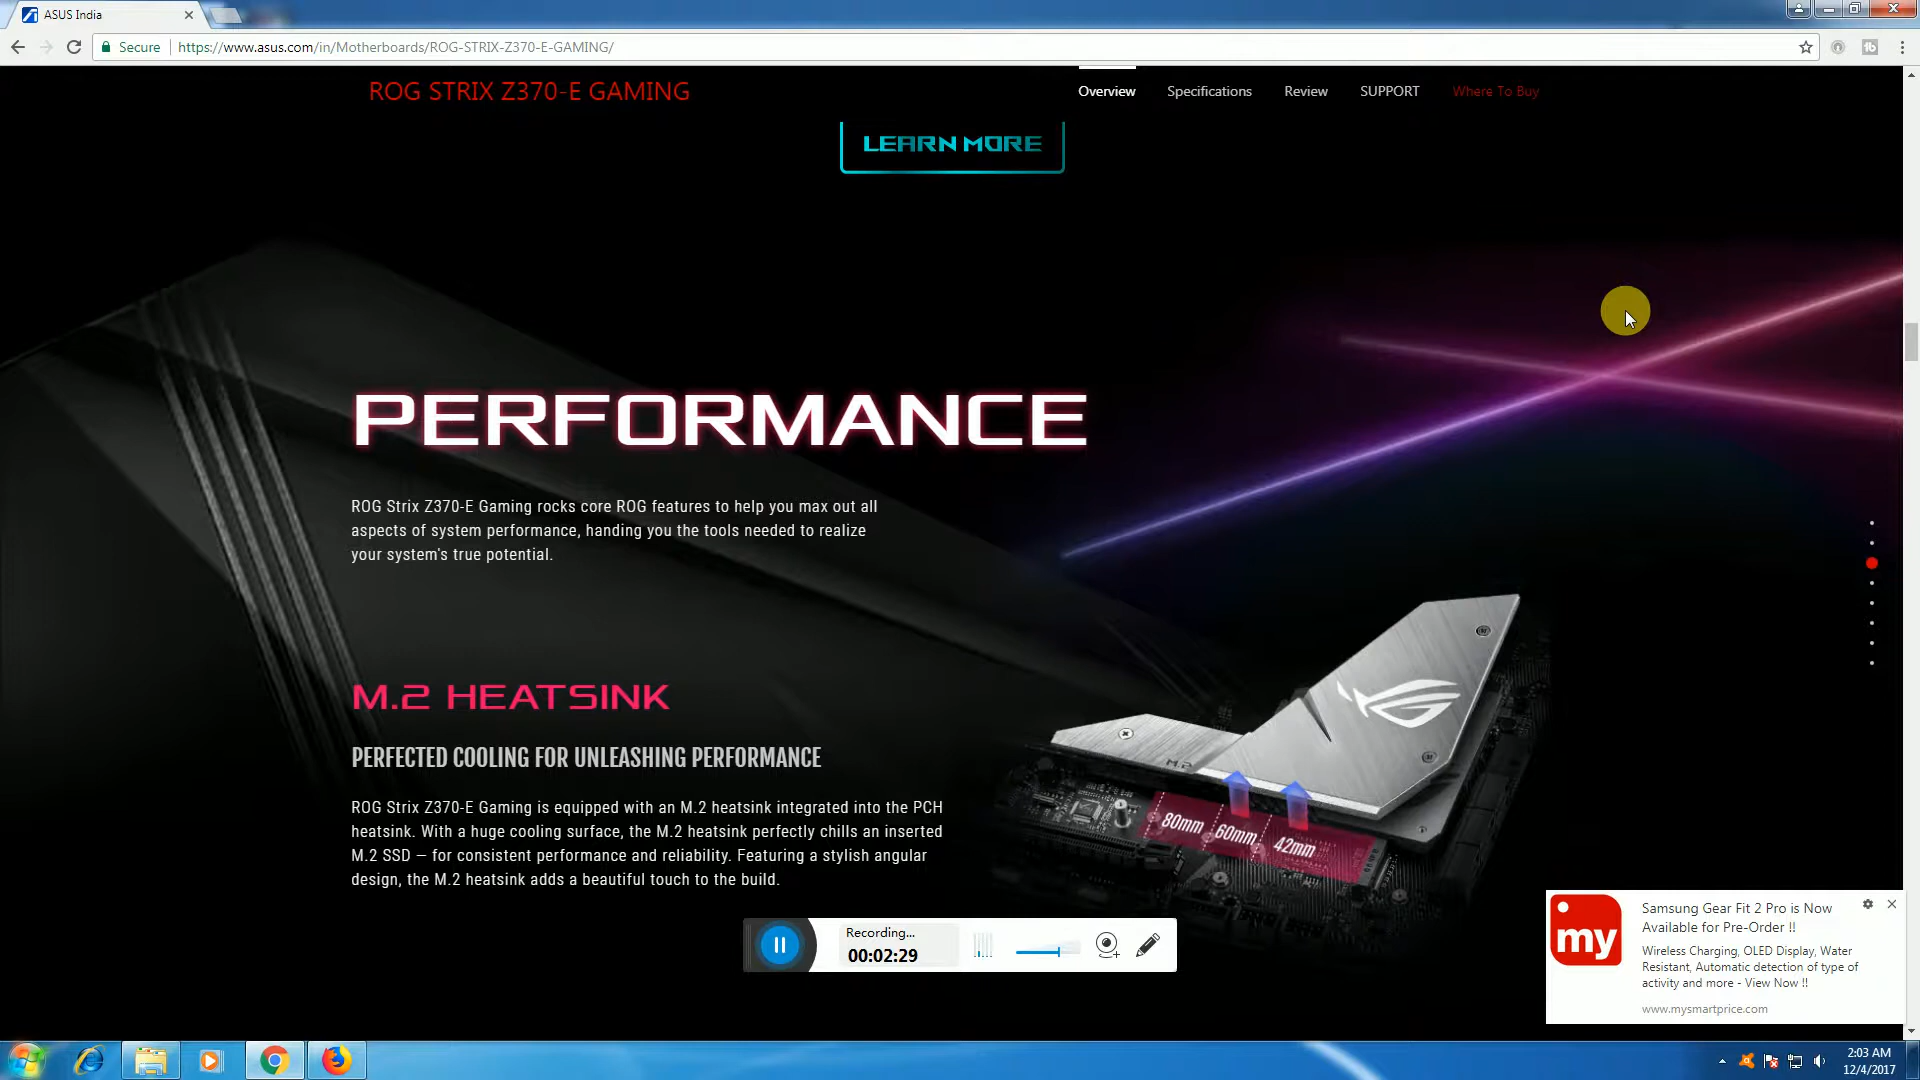 ASUS India
Secure
https://www.asus.com/in/Motherboards/ROG-STRIX-Z370-E-GAMING/
ROG STRIX Z370-E GAMING
Overview
Specifications
Review
SUPPORT
Where To Buy
LEARN MORE
PERFORMANCE
ROG Strix Z370-E Gaming rocks core ROG features to help you max out all
aspects of system performance, handing you the tools needed to realize
your system's true potential.
M.2 HEATSINK
PERFECTED COOLING FOR UNLEASHING PERFORMANCE
ROG Strix Z370-E Gaming is equipped with an M.2 heatsink integrated into the PCH
heatsink. With a huge cooling surface, the M.2 heatsink perfectly chills an inserted
M.2 SSD — for consistent performance and reliability. Featuring a stylish angular
design, the M.2 heatsink adds a beautiful touch to the build.
M.2
80mm
60mm
42mm
Recording...
00:02:29
my
Samsung Gear Fit 2 Pro is Now
Available for Pre-Order !!
Wireless Charging, OLED Display, Water
Resistant, Automatic detection of type of
activity and more - View Now !!
www.mysmartprice.com
2:03 AM
12/4/2017